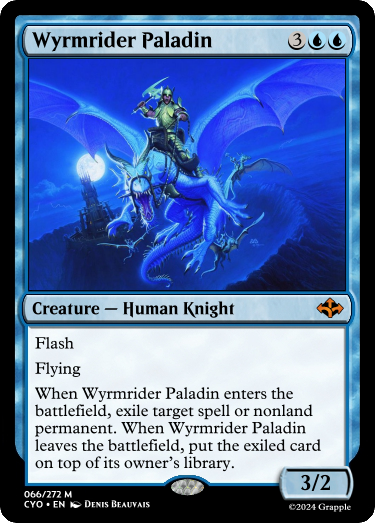 Wyrmrider Paladin 3
Creature — Human Knight
Flash
Flying
When Wyrmrider Paladin enters the
battlefield, exile target spell or nonland
permanent. When Wyrmrider Paladin
leaves the battlefield, put the exiled card
on top of its owner's library.
3/2
066/272 M
CYO • EN Denis Beauvais
©2024 Grapple